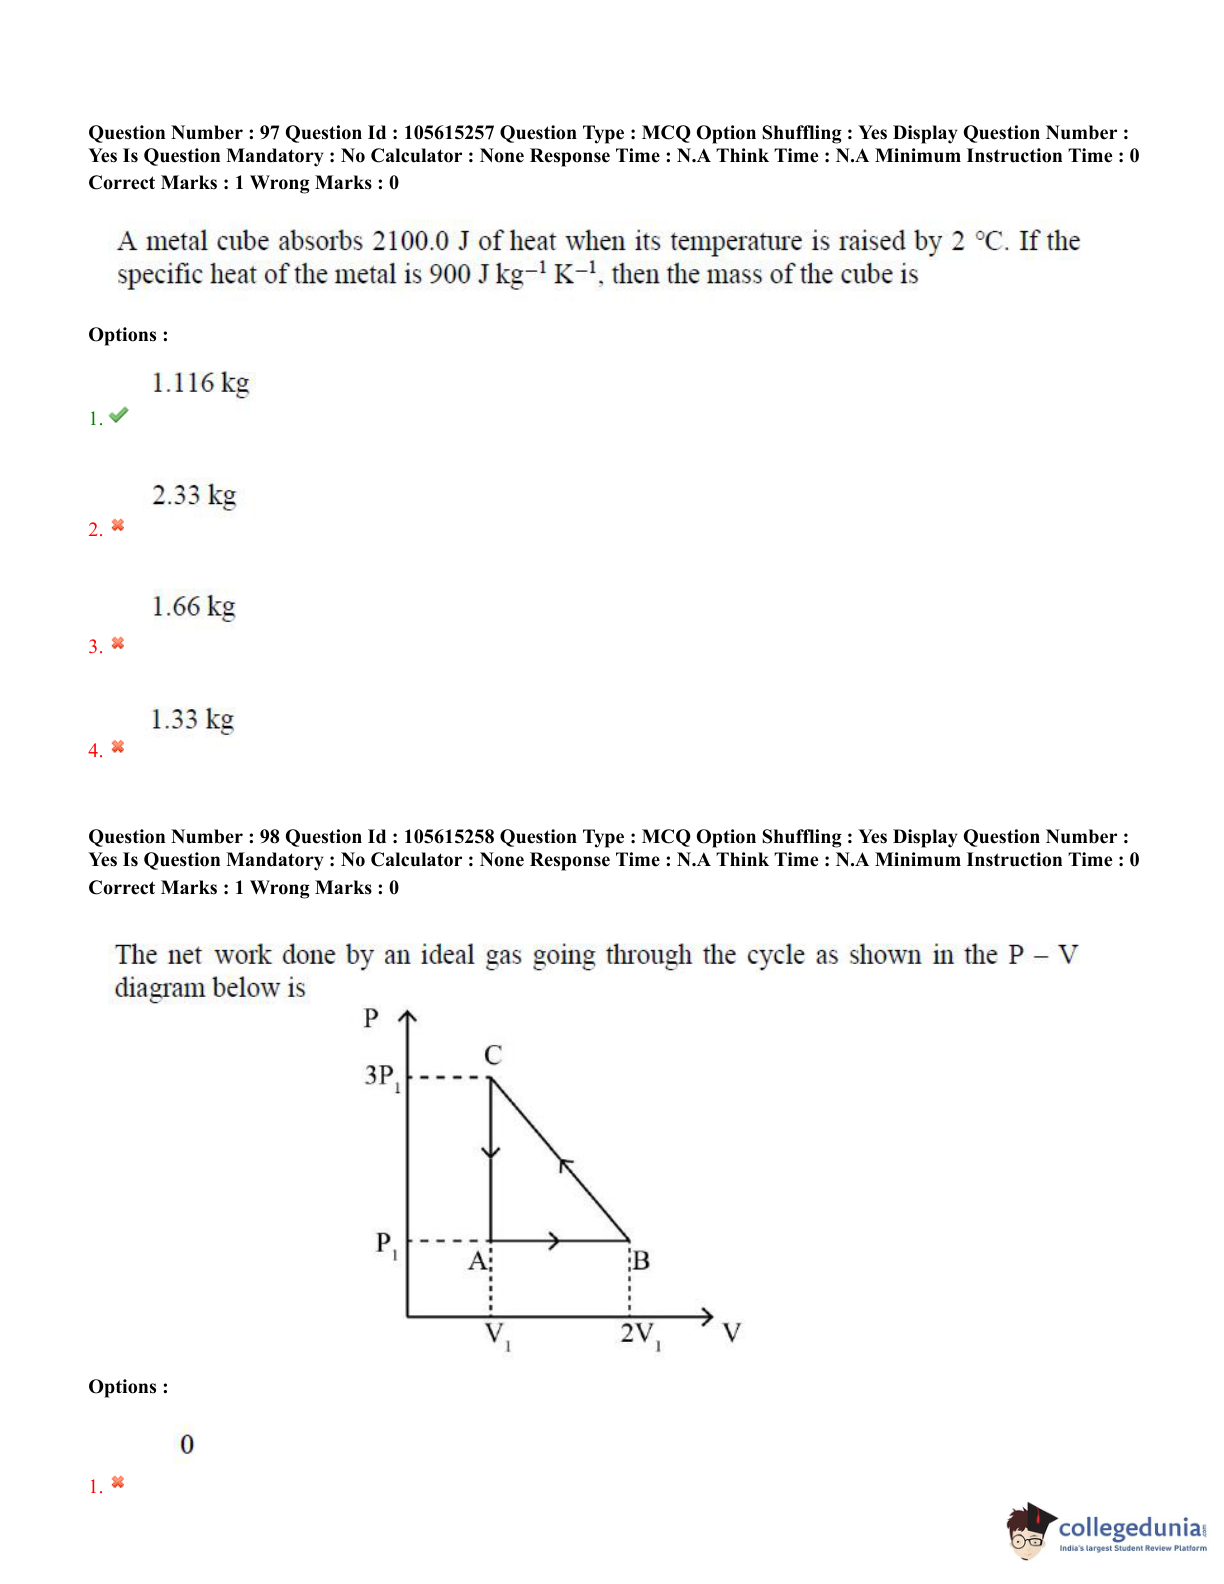 Question Number : 97 Question Id : 105615257 Question Type : MCQ Option Shuffling : Yes Display Question Number :
Yes Is Question Mandatory : No Calculator : None Response Time : N.A Think Time : N.A Minimum Instruction Time : 0
Correct Marks : 1 Wrong Marks : 0
A metal cube absorbs 2100.0 J of heat when its temperature is raised by 2 °C. If the
specific heat of the metal is 900 J kg⁻¹ K⁻¹, then the mass of the cube is
Options :
1.116 kg
1.
2.33 kg
2.
1.66 kg
3.
1.33 kg
4.
Question Number : 98 Question Id : 105615258 Question Type : MCQ Option Shuffling : Yes Display Question Number :
Yes Is Question Mandatory : No Calculator : None Response Time : N.A Think Time : N.A Minimum Instruction Time : 0
Correct Marks : 1 Wrong Marks : 0
The net work done by an ideal gas going through the cycle as shown in the P – V
diagram below is
P
C
3P₁
P₁
A
B
V₁
2V₁
V
Options :
0
1.
collegedunia.com
India's largest Student Review Platform